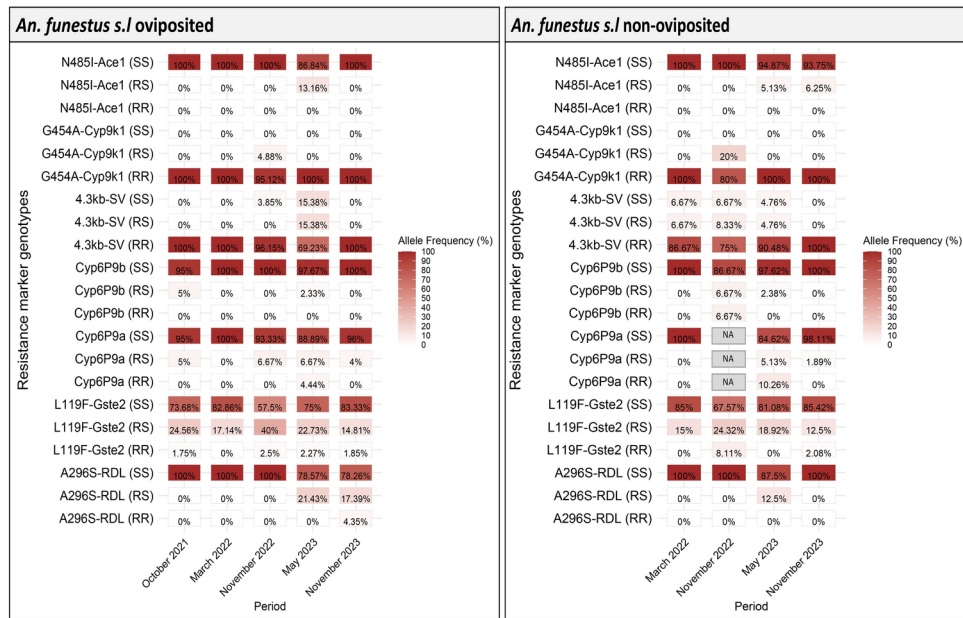 An. funestus s.l oviposited
N485I-Ace1 (SS) 100% 100% 100% 86.84% 100%
N485I-Ace1 (RS) 0% 0% 0% 13.16% 0%
N485I-Ace1 (RR) 0% 0% 0% 0% 0%
G454A-Cyp9k1 (SS) 0% 0% 0% 0% 0%
G454A-Cyp9k1 (RS) 0% 0% 4.88% 0% 0%
G454A-Cyp9k1 (RR) 100% 100% 95.12% 100% 100%
4.3kb-SV (SS) 0% 0% 3.85% 15.38% 0%
4.3kb-SV (RS) 0% 0% 0% 15.38% 0%
4.3kb-SV (RR) 100% 100% 96.15% 69.23% 100%
Cyp6P9b (SS) 95% 100% 100% 97.67% 100%
Cyp6P9b (RS) 5% 0% 0% 2.33% 0%
Cyp6P9b (RR) 0% 0% 0% 0% 0%
Cyp6P9a (SS) 95% 100% 93.33% 88.89% 96%
Cyp6P9a (RS) 5% 0% 6.67% 6.67% 4%
Cyp6P9a (RR) 0% 0% 0% 4.44% 0%
L119F-Gste2 (SS) 73.68% 82.86% 57.5% 75% 83.33%
L119F-Gste2 (RS) 24.56% 17.14% 40% 22.73% 14.81%
L119F-Gste2 (RR) 1.75% 0% 2.5% 2.27% 1.85%
A296S-RDL (SS) 100% 100% 100% 78.57% 78.26%
A296S-RDL (RS) 0% 0% 0% 21.43% 17.39%
A296S-RDL (RR) 0% 0% 0% 0% 4.35%
Resistance marker genotypes
October 2021
March 2022
November 2022
May 2023
November 2023
Period
Allele Frequency (%)
100
90
80
70
60
50
40
30
20
10
0
An. funestus s.l non-oviposited
N485I-Ace1 (SS) 100% 100% 94.87% 93.75%
N485I-Ace1 (RS) 0% 0% 5.13% 6.25%
N485I-Ace1 (RR) 0% 0% 0% 0%
G454A-Cyp9k1 (SS) 0% 0% 0% 0%
G454A-Cyp9k1 (RS) 0% 20% 0% 0%
G454A-Cyp9k1 (RR) 100% 80% 100% 100%
4.3kb-SV (SS) 6.67% 6.67% 4.76% 0%
4.3kb-SV (RS) 6.67% 8.33% 4.76% 0%
4.3kb-SV (RR) 86.67% 75% 90.48% 100%
Cyp6P9b (SS) 100% 86.67% 97.62% 100%
Cyp6P9b (RS) 0% 6.67% 2.38% 0%
Cyp6P9b (RR) 0% 6.67% 0% 0%
Cyp6P9a (SS) 100% NA 84.62% 98.11%
Cyp6P9a (RS) 0% NA 5.13% 1.89%
Cyp6P9a (RR) 0% NA 10.26% 0%
L119F-Gste2 (SS) 85% 67.57% 81.08% 85.42%
L119F-Gste2 (RS) 15% 24.32% 18.92% 12.5%
L119F-Gste2 (RR) 0% 8.11% 0% 2.08%
A296S-RDL (SS) 100% 100% 87.5% 100%
A296S-RDL (RS) 0% 0% 12.5% 0%
A296S-RDL (RR) 0% 0% 0% 0%
Resistance marker genotypes
March 2022
November 2022
May 2023
November 2023
Period
Allele Frequency (%)
100
90
80
70
60
50
40
30
20
10
0